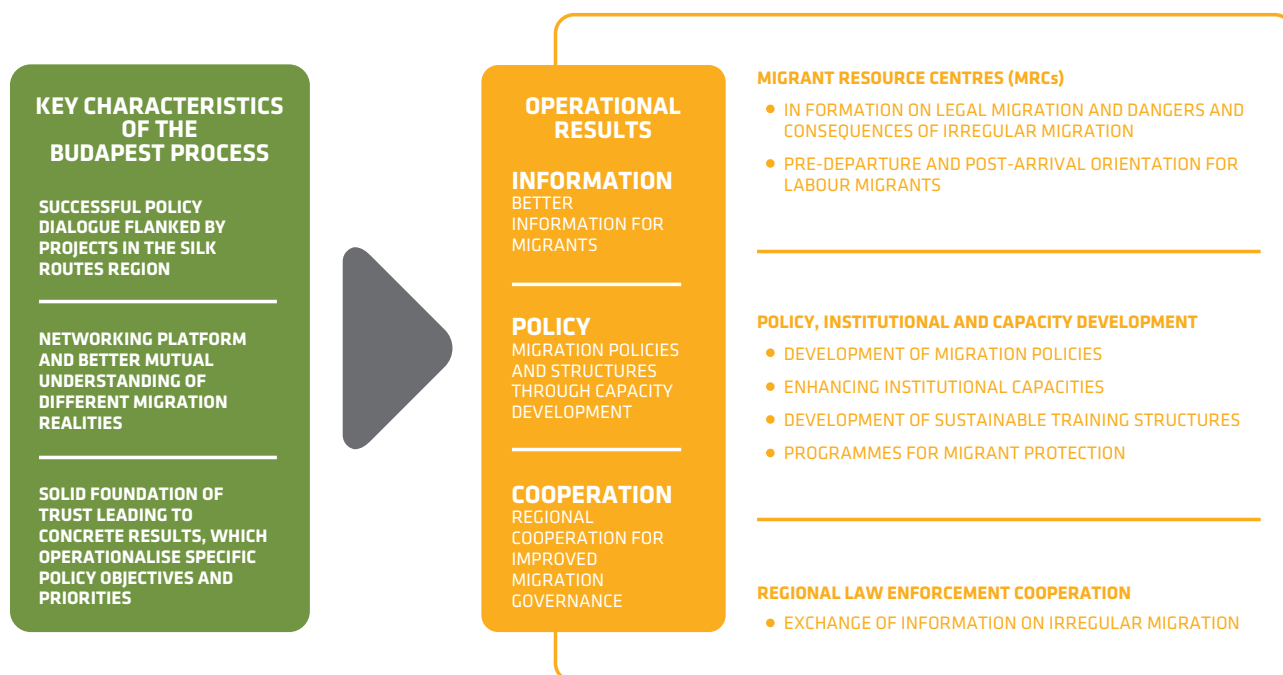 KEY CHARACTERISTICS
OF THE
BUDAPEST PROCESS
SUCCESSFUL POLICY
DIALOGUE FLANKED BY
PROJECTS IN THE SILK
ROUTES REGION
NETWORKING PLATFORM
AND BETTER MUTUAL
UNDERSTANDING OF
DIFFERENT MIGRATION
REALITIES
SOLID FOUNDATION OF
TRUST LEADING TO
CONCRETE RESULTS, WHICH
OPERATIONALISE SPECIFIC
POLICY OBJECTIVES AND
PRIORITIES
OPERATIONAL
RESULTS
INFORMATION
BETTER
INFORMATION FOR
MIGRANTS
POLICY
MIGRATION POLICIES
AND STRUCTURES
THROUGH CAPACITY
DEVELOPMENT
COOPERATION
REGIONAL
COOPERATION FOR
IMPROVED
MIGRATION
GOVERNANCE
MIGRANT RESOURCE CENTRES (MRCs)
• IN FORMATION ON LEGAL MIGRATION AND DANGERS AND
CONSEQUENCES OF IRREGULAR MIGRATION
• PRE-DEPARTURE AND POST-ARRIVAL ORIENTATION FOR
LABOUR MIGRANTS
POLICY, INSTITUTIONAL AND CAPACITY DEVELOPMENT
• DEVELOPMENT OF MIGRATION POLICIES
• ENHANCING INSTITUTIONAL CAPACITIES
• DEVELOPMENT OF SUSTAINABLE TRAINING STRUCTURES
• PROGRAMMES FOR MIGRANT PROTECTION
REGIONAL LAW ENFORCEMENT COOPERATION
• EXCHANGE OF INFORMATION ON IRREGULAR MIGRATION